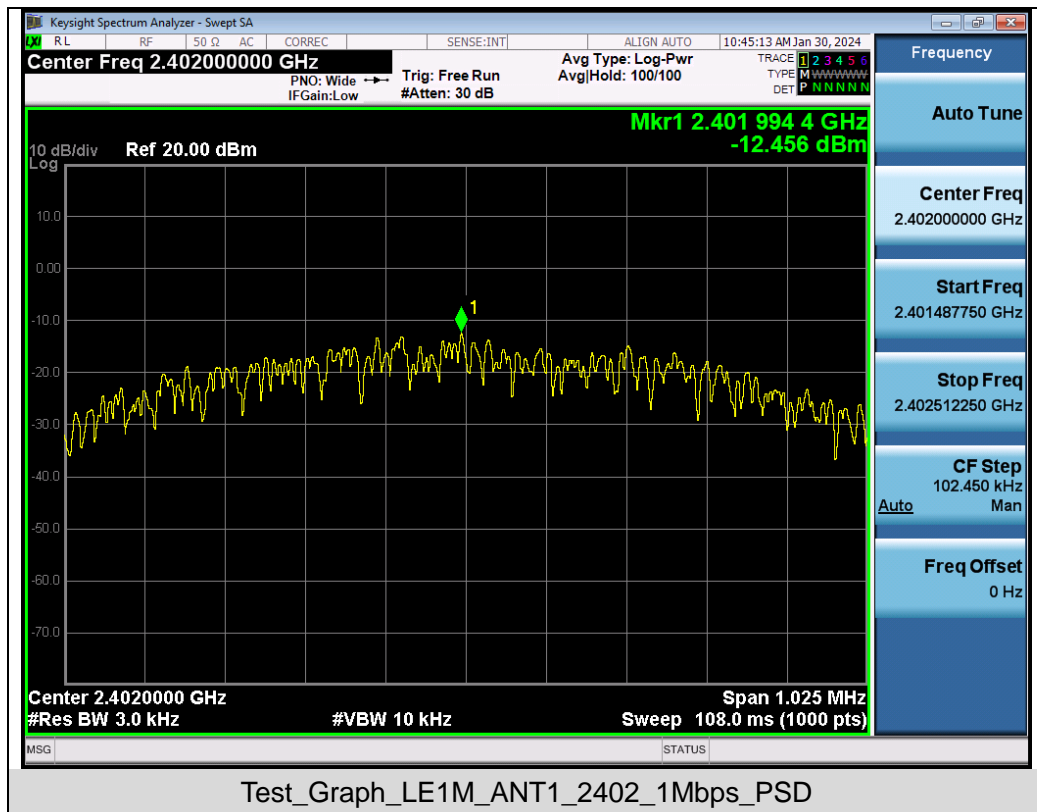 Keysight Spectrum Analyzer - Swept SA
LXI RL RF 50 Ω AC CORREC SENSE:INT ALIGN AUTO 10:45:13 AM Jan 30, 2024
Center Freq 2.402000000 GHz
PNO: Wide
IFGain:Low
Trig: Free Run
#Atten: 30 dB
Avg Type: Log-Pwr
Avg|Hold: 100/100
TRACE 1 2 3 4 5 6
TYPE M WWWWW
DET P N N N N N
Mkr1 2.401 994 4 GHz
-12.456 dBm
10 dB/div Ref 20.00 dBm
Log
10.0
0.00
-10.0
-20.0
-30.0
-40.0
-50.0
-60.0
-70.0
1
Center 2.4020000 GHz Span 1.025 MHz
#Res BW 3.0 kHz #VBW 10 kHz Sweep 108.0 ms (1000 pts)
MSG STATUS
Frequency
Auto Tune
Center Freq
2.402000000 GHz
Start Freq
2.401487750 GHz
Stop Freq
2.402512250 GHz
CF Step
102.450 kHz
Auto Man
Freq Offset
0 Hz
Test_Graph_LE1M_ANT1_2402_1Mbps_PSD